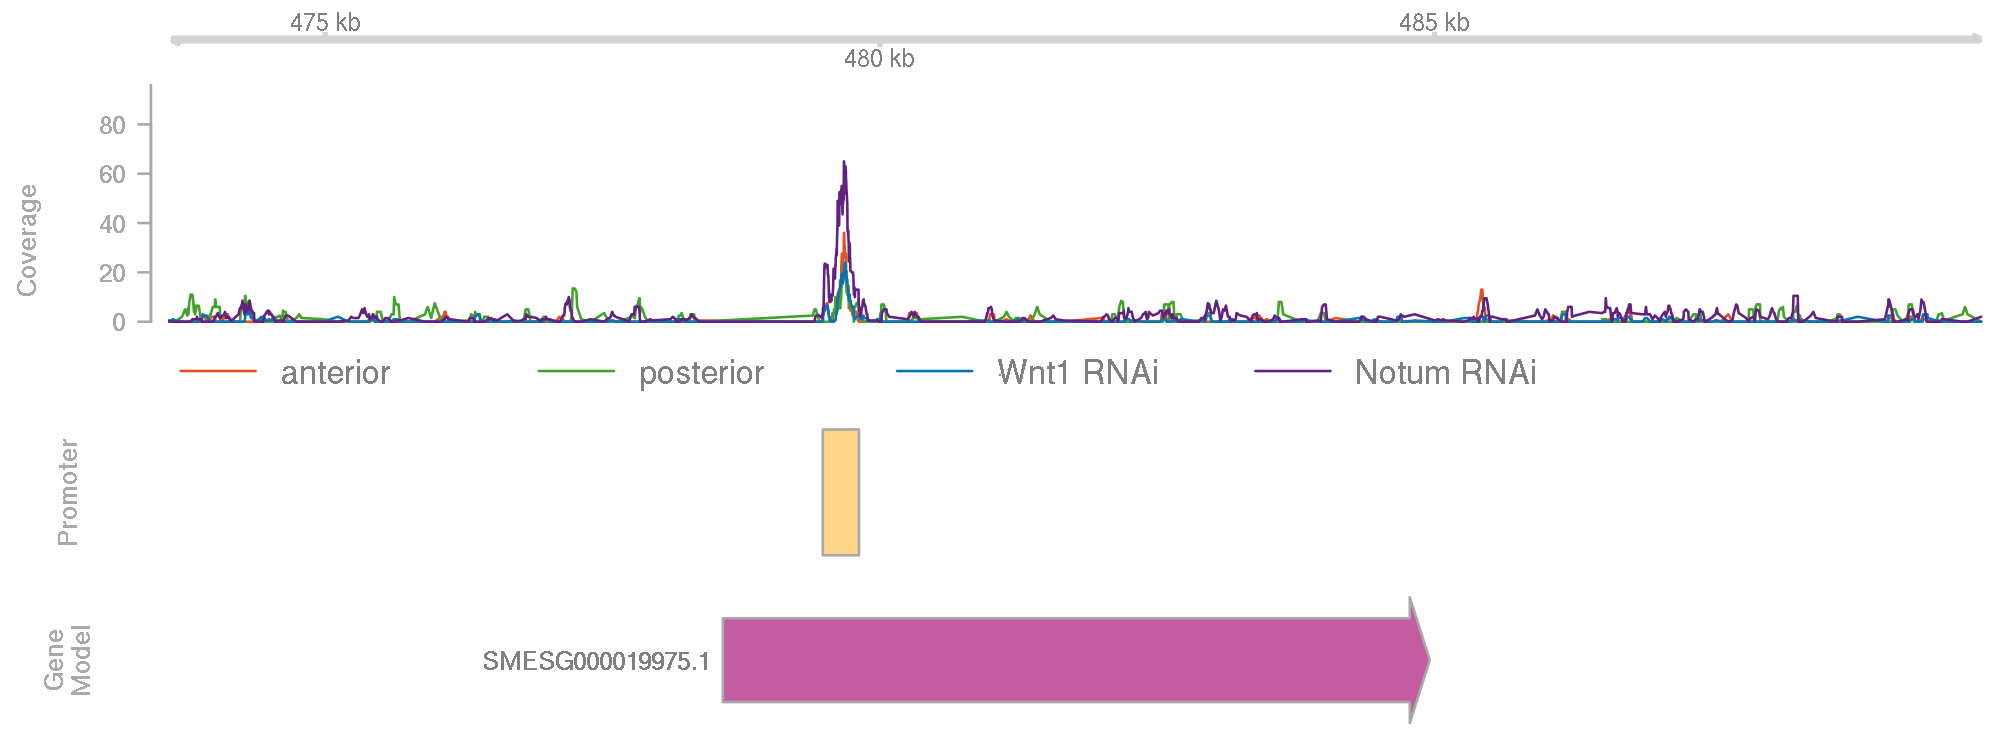 475 kb
485 kb
480 kb
Coverage
80
60
40
20
0
anterior posterior Wnt1 RNAi Notum RNAi
Promoter
Gene
Model
SMESG000019975.1